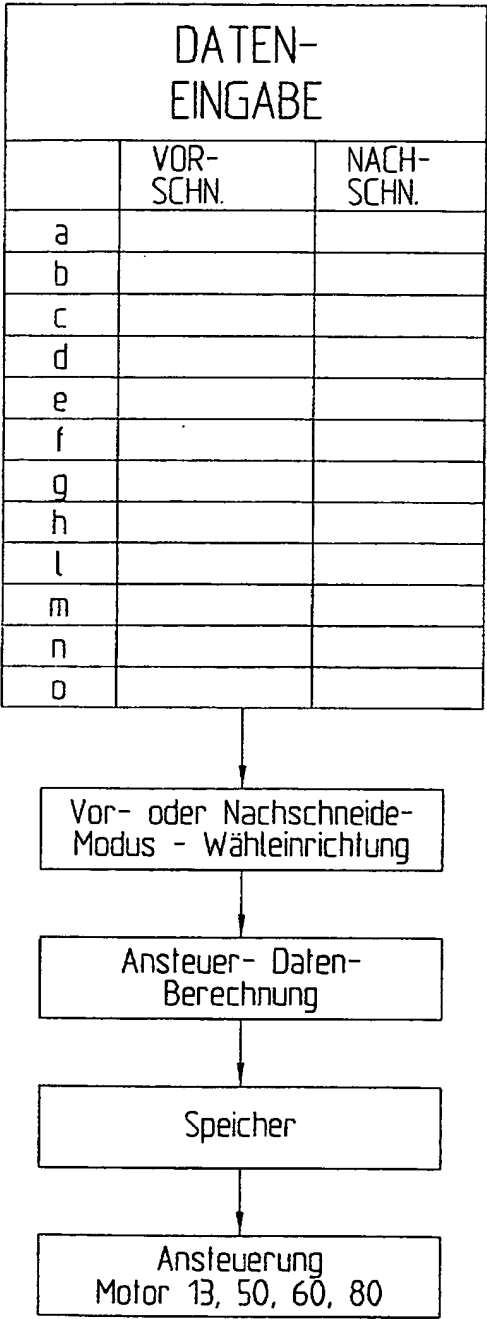 DATEN-
EINGABE
VOR- NACH-
SCHN. SCHN.
a
b
c
d
e
f
g
h
l
m
n
o
Vor- oder Nachschneide-
Modus - Wähleinrichtung
Ansteuer- Daten-
Berechnung
Speicher
Ansteuerung
Motor 13, 50, 60, 80